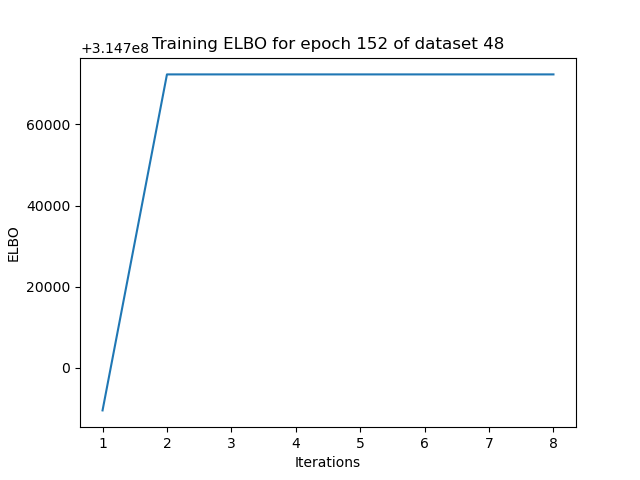 +3.147e8
Training ELBO for epoch 152 of dataset 48
60000
40000
20000
0
ELBO
1 2 3 4 5 6 7 8
Iterations